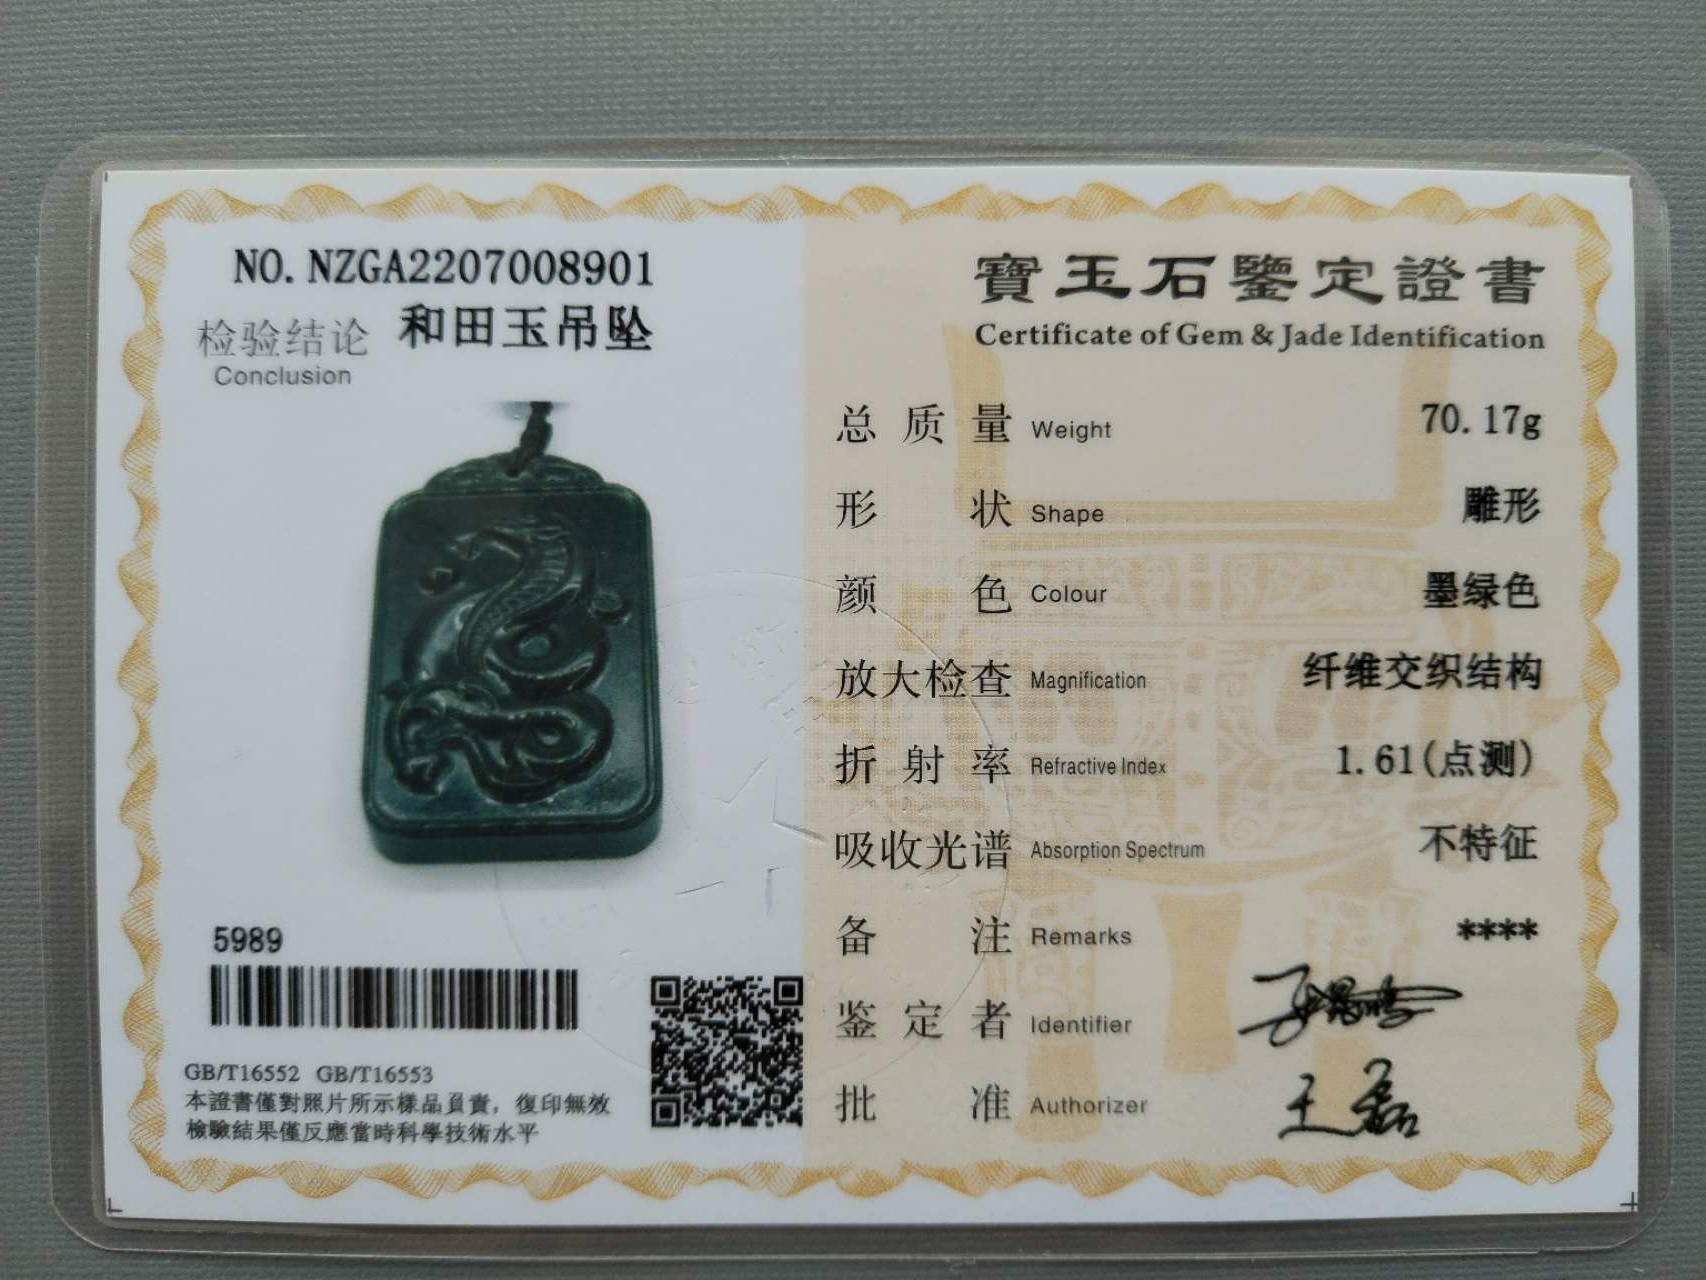 NO. NZGA2207008901
检验结论 和田玉吊坠
Conclusion
5989
GB/T16552 GB/T16553
本證書僅對照片所示樣品負責，復印無效
檢驗結果僅反應當時科學技術水平
寶玉石鑒定證書
Certificate of Gem & Jade Identification
总质量 Weight 70.17g
形状 Shape 雕形
颜色 Colour 墨绿色
放大检查 Magnification 纤维交织结构
折射率 Refractive Index 1.61(点测)
吸收光谱 Absorption Spectrum 不特征
备注 Remarks ****
鉴定者 Identifier
批准 Authorizer 王磊